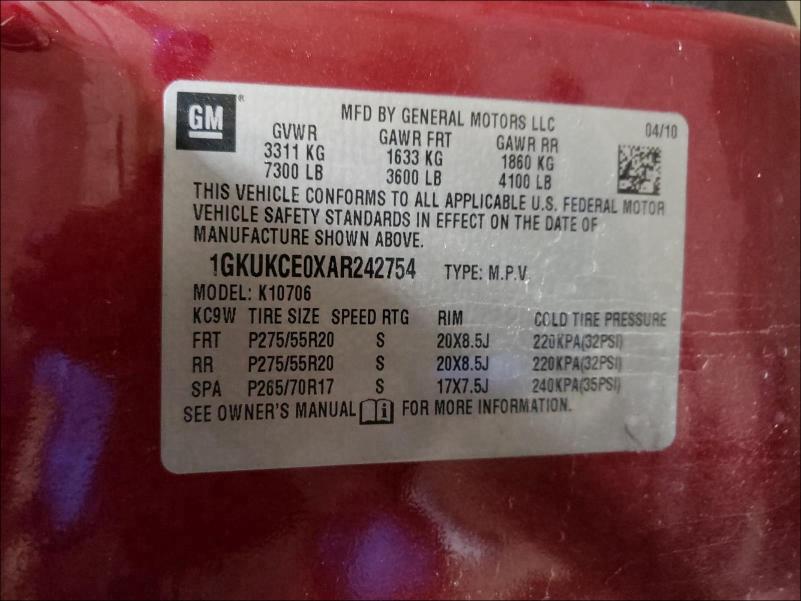 GM®
MFD BY GENERAL MOTORS LLC 04/10
GVWR GAWR FRT GAWR RR
3311 KG 1633 KG 1860 KG
7300 LB 3600 LB 4100 LB
THIS VEHICLE CONFORMS TO ALL APPLICABLE U.S. FEDERAL MOTOR
VEHICLE SAFETY STANDARDS IN EFFECT ON THE DATE OF
MANUFACTURE SHOWN ABOVE.
1GKUKCE0XAR242754 TYPE: M.P.V
MODEL: K10706
KC9W TIRE SIZE SPEED RTG RIM COLD TIRE PRESSURE
FRT P275/55R20 S 20X8.5J 220KPA(32PSI)
RR P275/55R20 S 20X8.5J 220KPA(32PSI)
SPA P265/70R17 S 17X7.5J 240KPA(35PSI)
SEE OWNER'S MANUAL i FOR MORE INFORMATION.